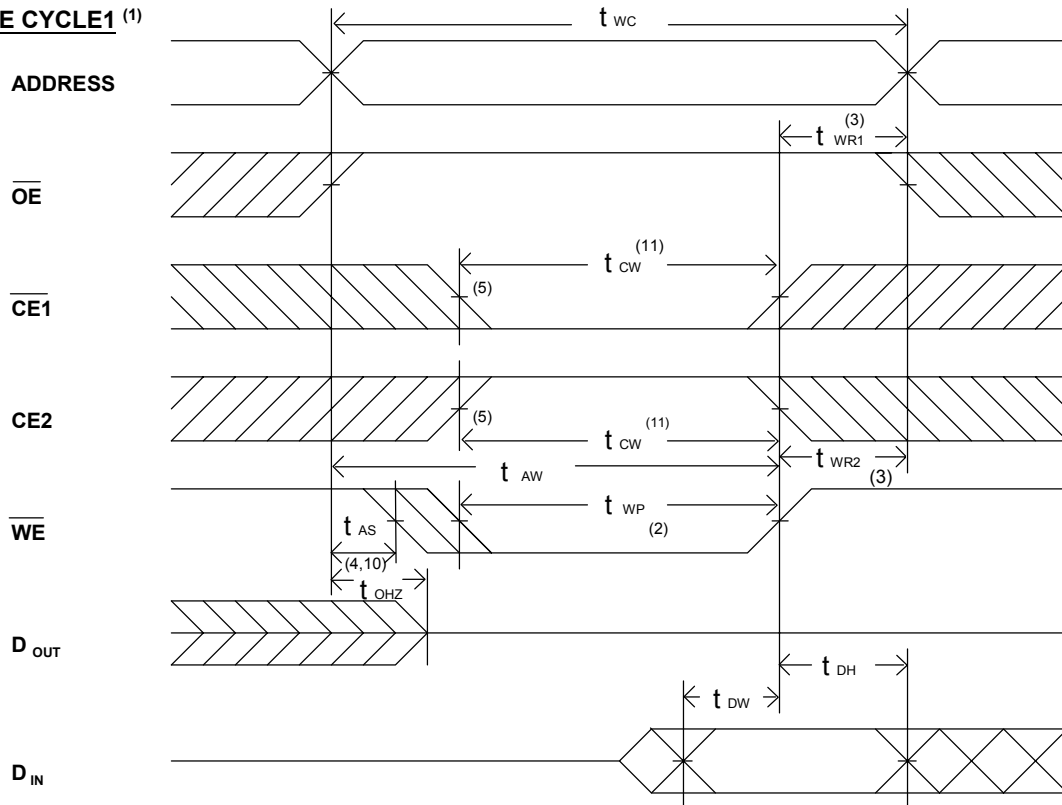 E CYCLE1 (1)
t WC
ADDRESS
t WR1 (3)
OE
t CW (11)
CE1
(5)
CE2
(5)
t CW (11)
t AW
t WR2 (3)
WE
t AS
t WP (2)
(4,10)
t OHZ
D OUT
t DH
t DW
D IN